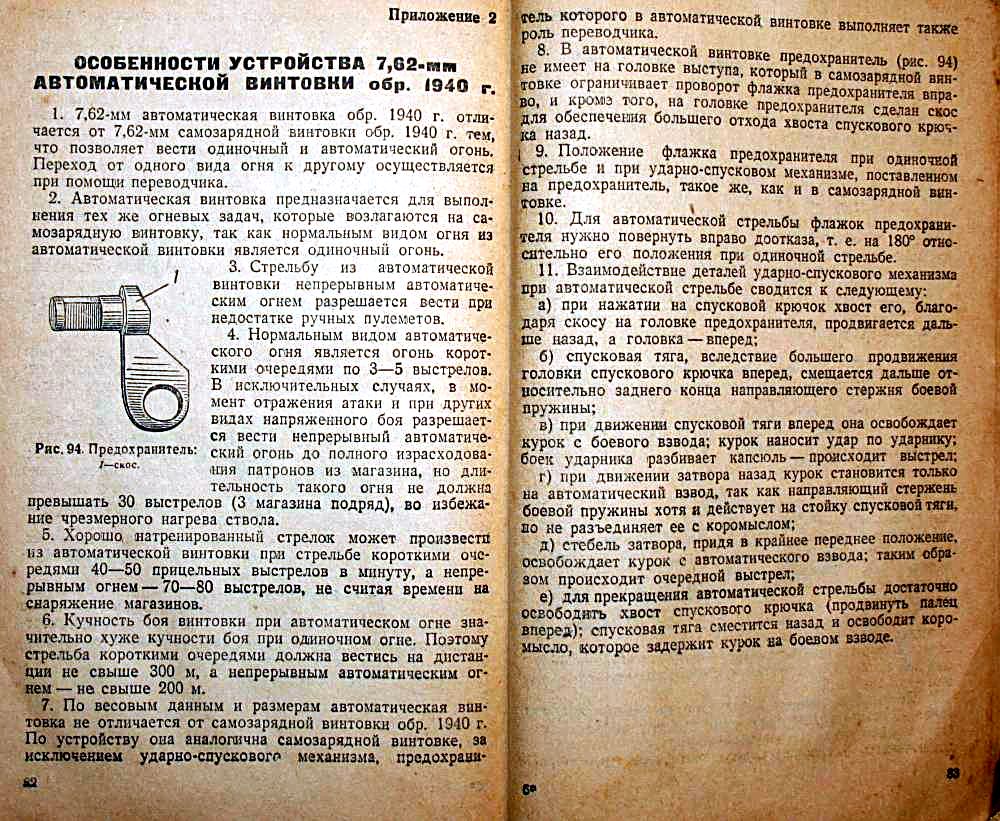 Приложение 2
ОСОБЕННОСТИ УСТРОЙСТВА 7,62-мм
АВТОМАТИЧЕСКОЙ ВИНТОВКИ обр. 1940 г.
1. 7,62-мм автоматическая винтовка обр. 1940 г. отли-
чается от 7,62-мм самозарядной винтовки обр. 1940 г. тем,
что позволяет вести одиночный и автоматический огонь.
Переход от одного вида огня к другому осуществляется
при помощи переводчика.
2. Автоматическая винтовка предназначается для выпол-
нения тех же огневых задач, которые возлагаются на са-
мозарядную винтовку, так как нормальным видом огня из
автоматической винтовки является одиночный огонь.
3. Стрельбу из автоматической
винтовки непрерывным автоматиче-
ским огнем разрешается вести при
недостатке ручных пулеметов.
4. Нормальным видом автоматиче-
ского огня является огонь корот-
кими очередями по 3—5 выстрелов.
В исключительных случаях, в мо-
мент отражения атаки и при других
видах напряженного боя разрешает-
ся вести непрерывный автоматиче-
ский огонь до полного израсходова-
ния патронов из магазина, но дли-
тельность такого огня не должна
1
Рис. 94. Предохранитель:
1—скос.
превышать 30 выстрелов (3 магазина подряд), во избежа-
ние чрезмерного нагрева ствола.
5. Хорошо натренированный стрелок может произвести
из автоматической винтовки при стрельбе короткими оче-
редями 40—50 прицельных выстрелов в минуту, а непре-
рывным огнем — 70—80 выстрелов, не считая времени на
снаряжение магазинов.
6. Кучность боя винтовки при автоматическом огне зна-
чительно хуже кучности боя при одиночном огне. Поэтому
стрельба короткими очередями должна вестись на дистан-
ции не свыше 300 м, а непрерывным автоматическим ог-
нем — не свыше 200 м.
7. По весовым данным и размерам автоматическая вин-
товка не отличается от самозарядной винтовки обр. 1940 г.
По устройству она аналогична самозарядной винтовке, за
исключением ударно-спускового механизма, предохрани-
82
тель которого в автоматической винтовке выполняет также
роль переводчика.
8. В автоматической винтовке предохранитель (рис. 94)
не имеет на головке выступа, который в самозарядной вин-
товке ограничивает проворот флажка предохранителя впра-
во, и кроме того, на головке предохранителя сделан скос
для обеспечения большего отхода хвоста спускового крюч-
ка назад.
9. Положение флажка предохранителя при одиночной
стрельбе и при ударно-спусковом механизме, поставленном
на предохранитель, такое же, как и в самозарядной вин-
товке.
10. Для автоматической стрельбы флажок предохрани-
теля нужно повернуть вправо доотказа, т. е. на 180° отно-
сительно его положения при одиночной стрельбе.
11. Взаимодействие деталей ударно-спускового механизма
при автоматической стрельбе сводится к следующему:
а) при нажатии на спусковой крючок хвост его, благо-
даря скосу на головке предохранителя, продвигается даль-
ше назад, а головка — вперед;
б) спусковая тяга, вследствие большего продвижения
головки спускового крючка вперед, смещается дальше от-
носительно заднего конца направляющего стержня боевой
пружины;
в) при движении спусковой тяги вперед она освобождает
курок с боевого взвода; курок наносит удар по ударнику;
боек ударника разбивает капсюль — происходит выстрел;
г) при движении затвора назад курок становится только
на автоматический взвод, так как направляющий стержень
боевой пружины хотя и действует на стойку спусковой тяги,
но не разъединяет ее с коромыслом;
д) стебель затвора, придя в крайнее переднее положение,
освобождает курок с автоматического взвода; таким обра-
зом происходит очередной выстрел;
е) для прекращения автоматической стрельбы достаточно
освободить хвост спускового крючка (продвинуть палец
вперед); спусковая тяга сместится назад и освободит коро-
мысло, которое задержит курок на боевом взводе.
6*
83